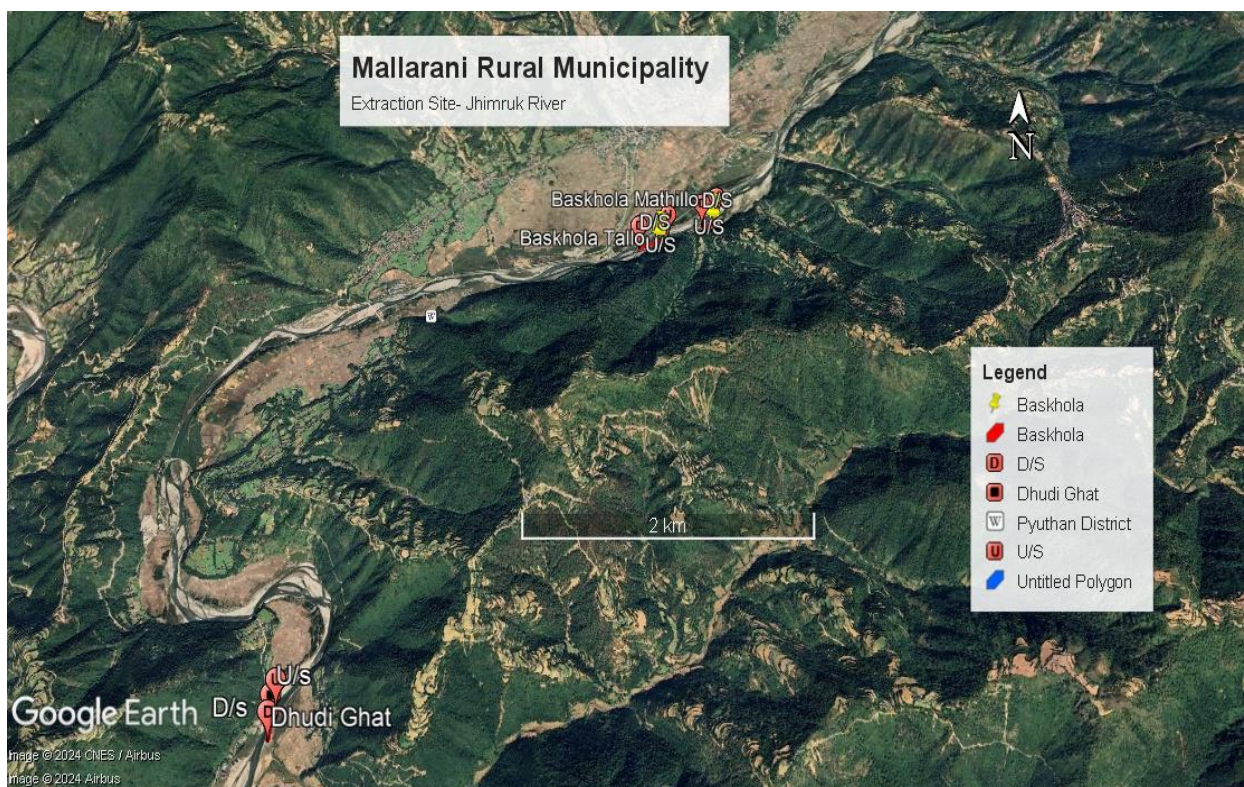 Mallarani Rural Municipality
Extraction Site- Jhimruk River
N
Baskhola Mathillo D/S
U/S
D/S
Baskhola Tallo
U/S
W
Legend
Baskhola
Baskhola
D D/S
Dhudi Ghat
W Pyuthan District
U U/S
Untitled Polygon
2 km
U/s
D/s
D
Dhudi Ghat
Google Earth
Image © 2024 CNES / Airbus
Image © 2024 Airbus